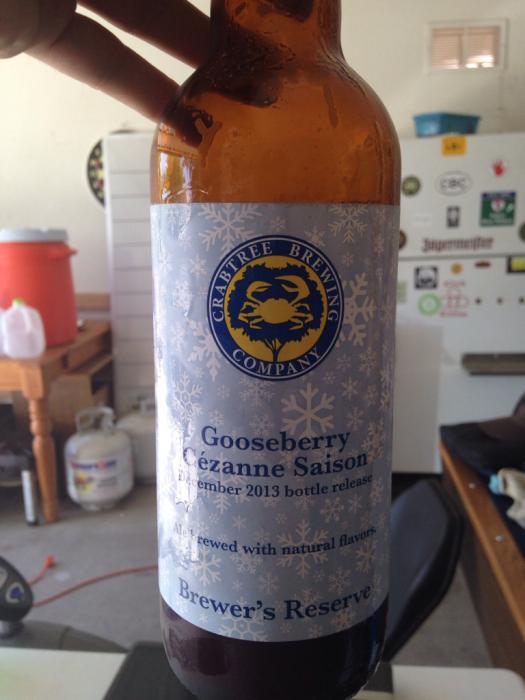 CRABTREE BREWING
COMPANY
Gooseberry
Cézanne Saison
December 2013 bottle release
Ale brewed with natural flavors.
Brewer's Reserve
CBC
Jägermeister